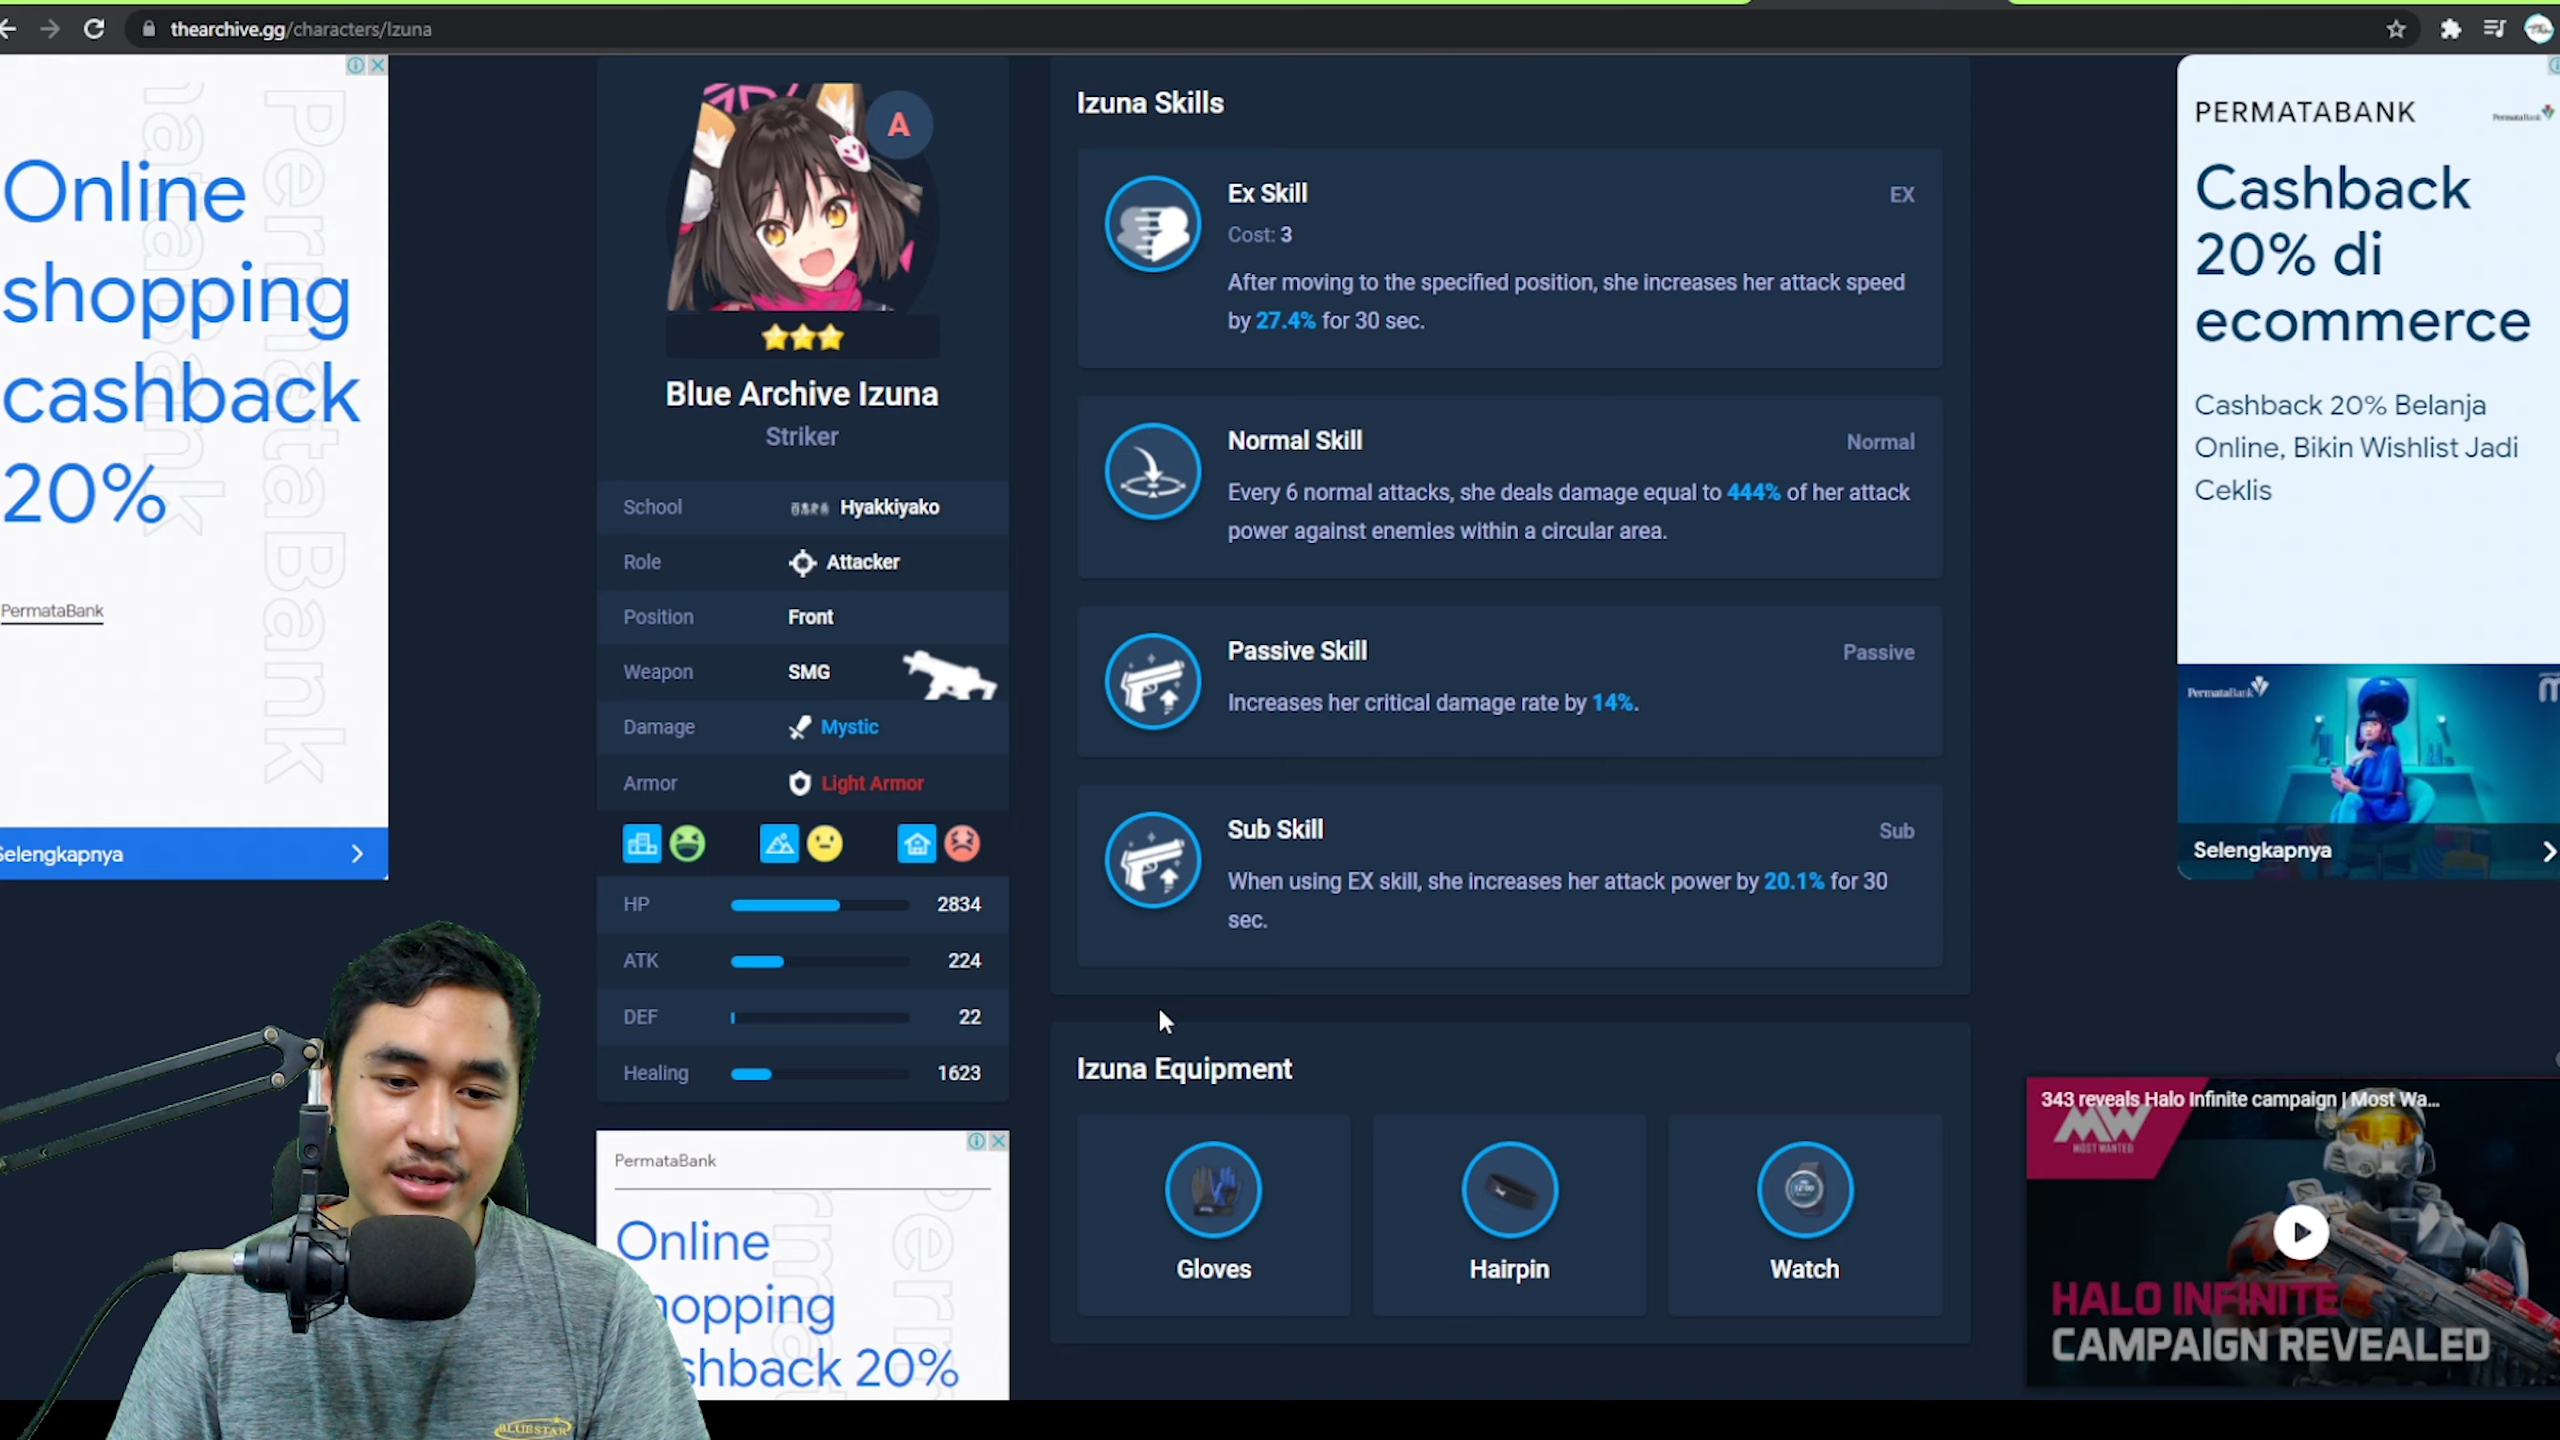 thearchive.gg/characters/Izuna
Online
shopping
cashback
20%
PermataBank
PermataBank
Selengkapnya
A
Blue Archive Izuna
Striker
School Hyakkiyako
Role Attacker
Position Front
Weapon SMG
Damage Mystic
Armor Light Armor
HP 2834
ATK 224
DEF 22
Healing 1623
PermataBank
Online
hopping
shback 20%
BLUESTAR
Izuna Skills
Ex Skill EX
Cost: 3
After moving to the specified position, she increases her attack speed
by 27.4% for 30 sec.
Normal Skill Normal
Every 6 normal attacks, she deals damage equal to 444% of her attack
power against enemies within a circular area.
Passive Skill Passive
Increases her critical damage rate by 14%.
Sub Skill Sub
When using EX skill, she increases her attack power by 20.1% for 30
sec.
Izuna Equipment
Gloves
Hairpin
Watch
PERMATABANK
PermataBank
Cashback
20% di
ecommerce
Cashback 20% Belanja
Online, Bikin Wishlist Jadi
Ceklis
PermataBank
Selengkapnya
343 reveals Halo Infinite campaign | Most Wa...
MW
MOST WANTED
HALO INFINITE
CAMPAIGN REVEALED